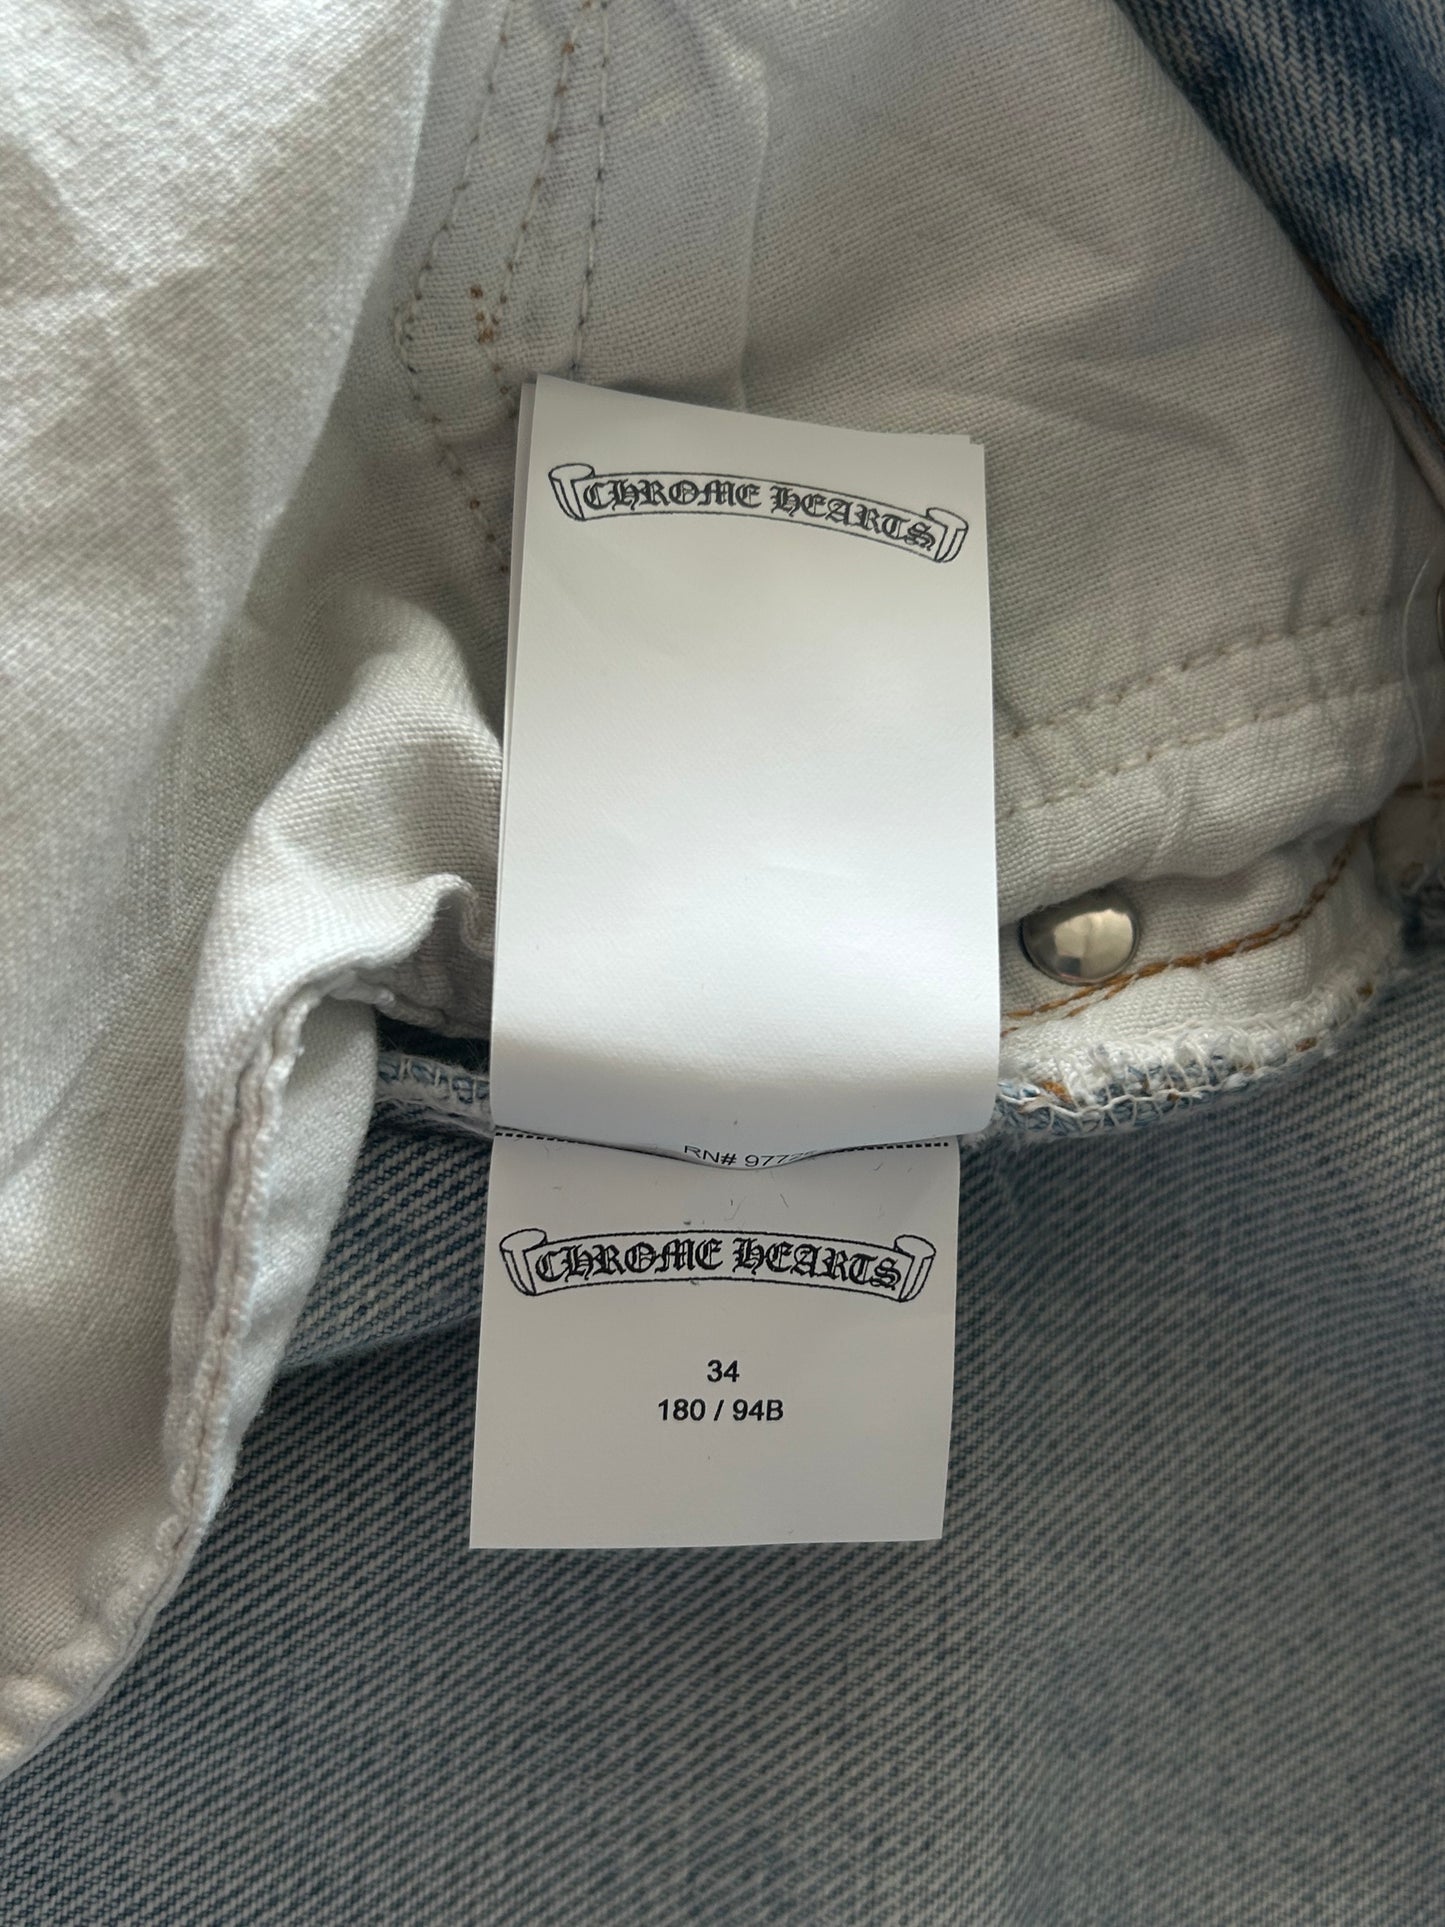 CHROME HEARTS
RN# 9772
CHROME HEARTS
34
180 / 94B